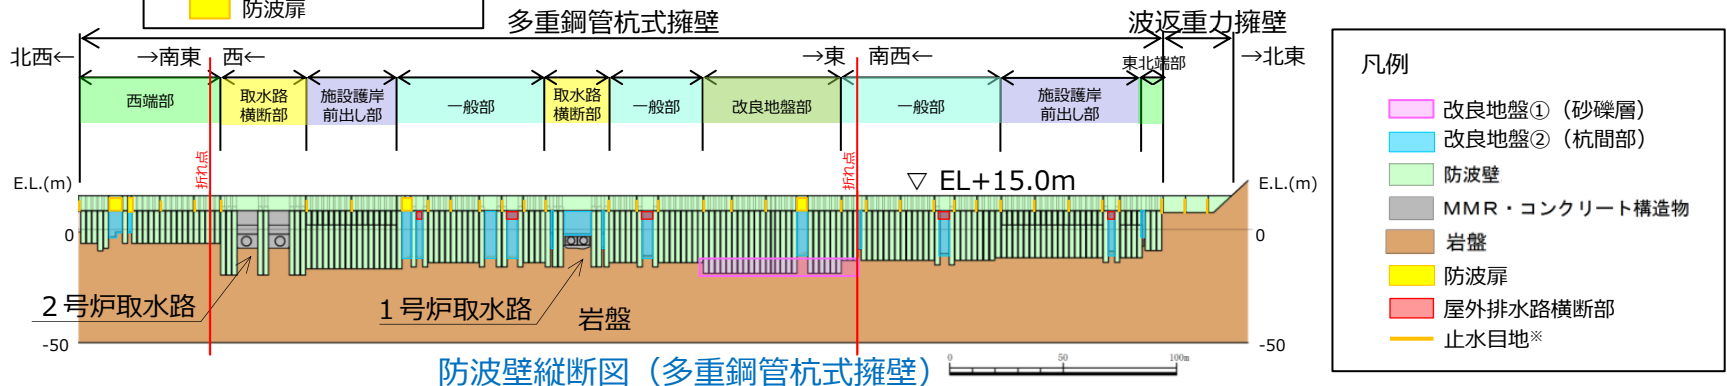 防波扉
多重鋼管杭式擁壁
波返重力擁壁
北西←
→南東
西←
→東
南西←
→北東
西端部
取水路
横断部
施設護岸
前出し部
一般部
取水路
横断部
一般部
改良地盤部
一般部
施設護岸
前出し部
東北端部
折れ点
折れ点
E.L.(m)
▽ EL+15.0m
E.L.(m)
0
0
2号炉取水路
1号炉取水路
岩盤
-50
-50
防波壁縦断図（多重鋼管杭式擁壁）
0
50
100m
凡例
改良地盤①（砂礫層）
改良地盤②（杭間部）
防波壁
MMR・コンクリート構造物
岩盤
防波扉
屋外排水路横断部
止水目地※